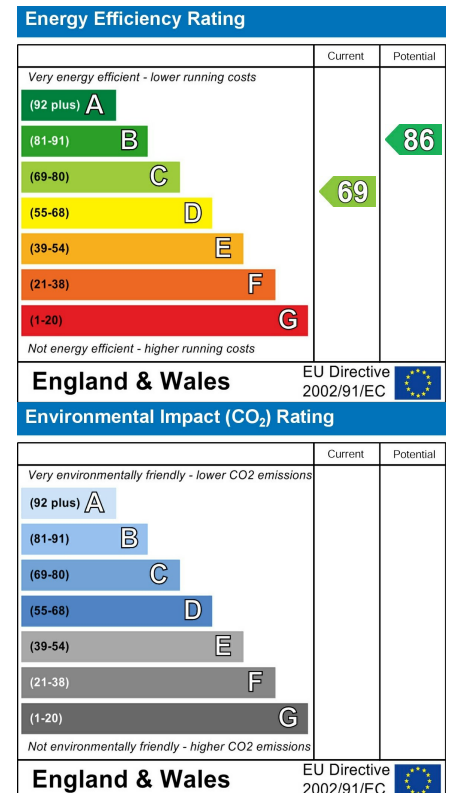 Energy Efficiency Rating
Current Potential
Very energy efficient - lower running costs
(92 plus) A
(81-91) B
86
(69-80) C
69
(55-68) D
(39-54) E
(21-38) F
(1-20) G
Not energy efficient - higher running costs
England & Wales
EU Directive
2002/91/EC
Environmental Impact (CO₂) Rating
Current Potential
Very environmentally friendly - lower CO2 emissions
(92 plus) A
(81-91) B
(69-80) C
(55-68) D
(39-54) E
(21-38) F
(1-20) G
Not environmentally friendly - higher CO2 emissions
England & Wales
EU Directive
2002/91/EC